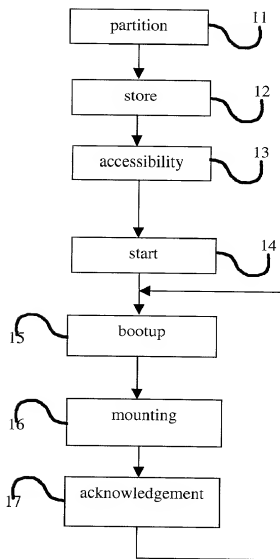 partition
11
store
12
accessibility
13
start
14
bootup
15
mounting
16
acknowledgement
17